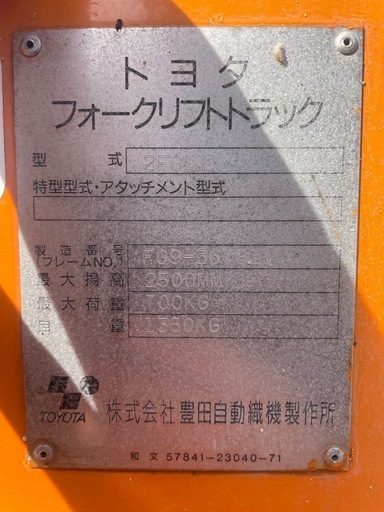 トヨタ
フォークリフトトラック
型 式
特型型式・アタッチメント型式
製造番号
(フレームNO.)
最大揚高 2500MM
最大荷重 700KG
自 重 1330KG
TOYOTA 株式会社 豊田自動織機製作所
和文 57841-23040-71